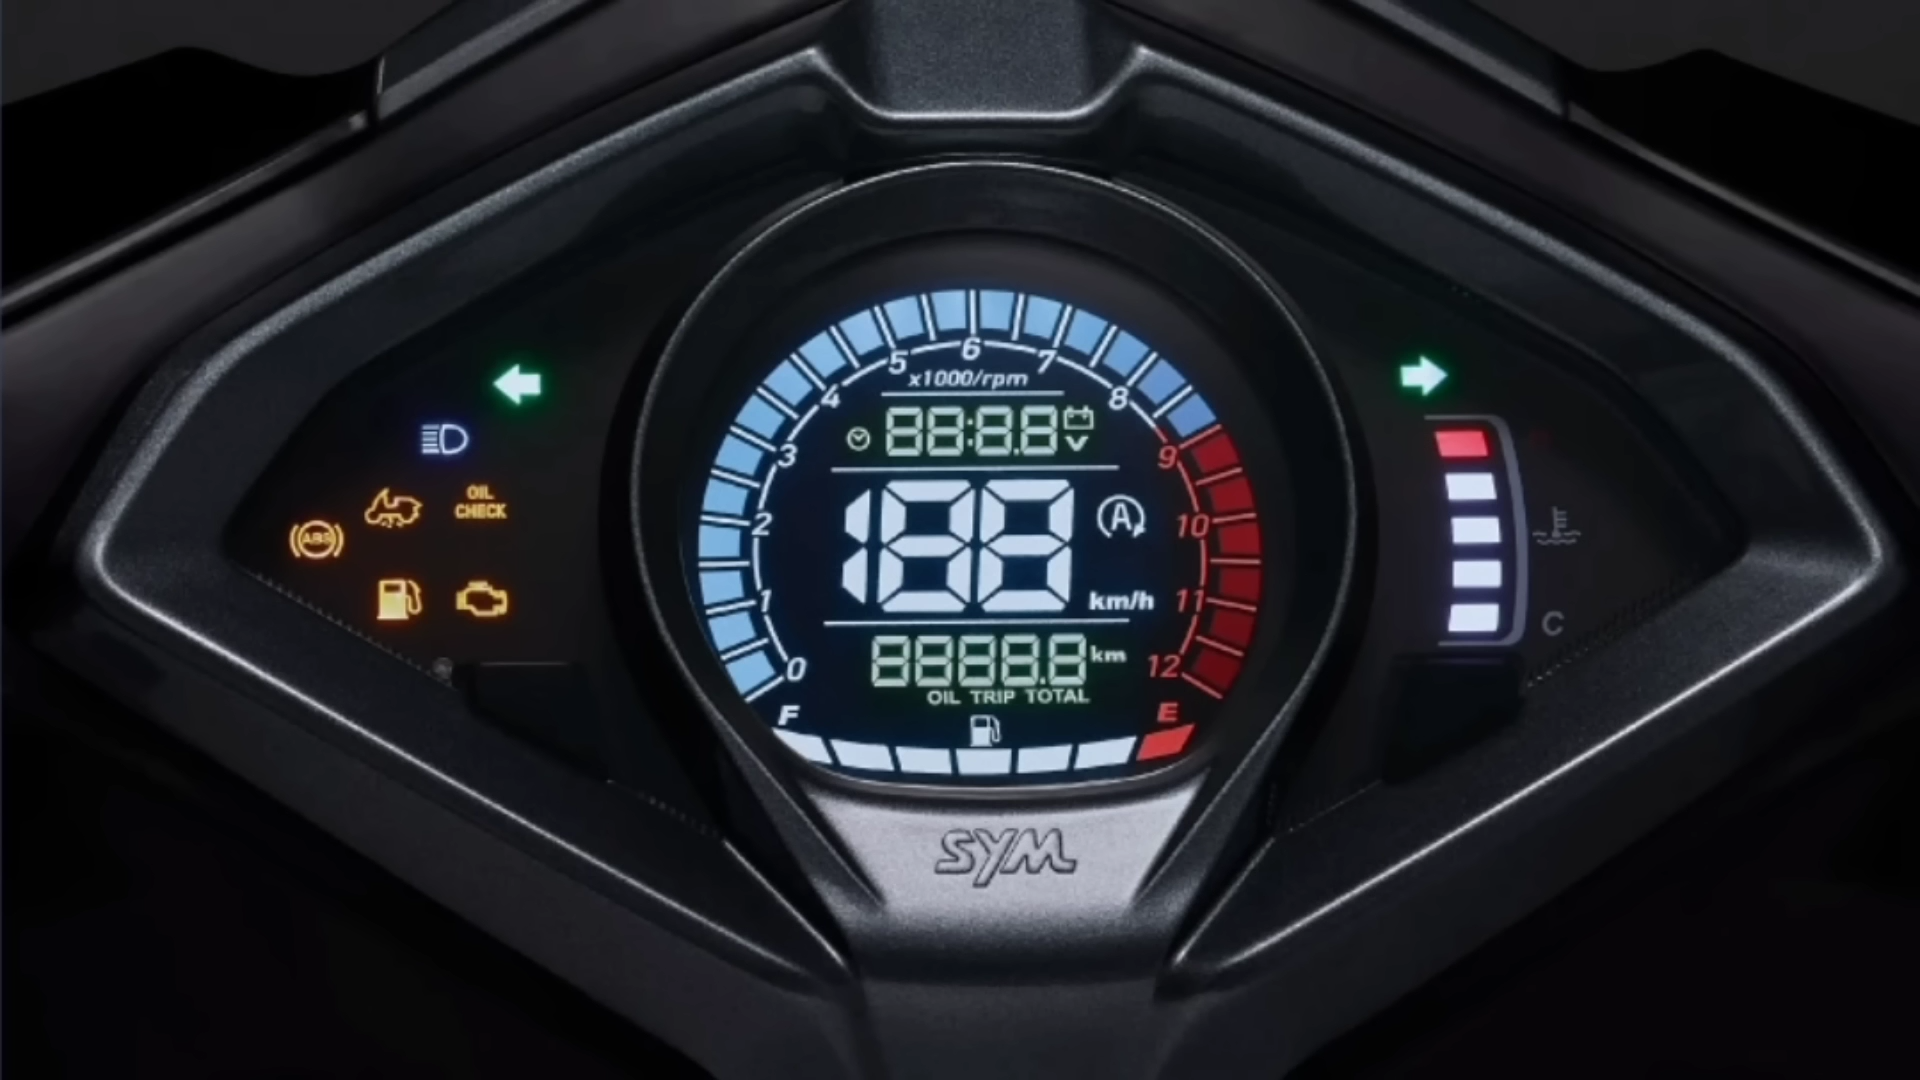 5 6 7
x1000/rpm
4 8
88:8.8 V
3 9
OIL
CHECK
188 A
2 10
ABS
km/h
1 11
C
8888.8 km
0 12
OIL TRIP TOTAL
F E
SYM